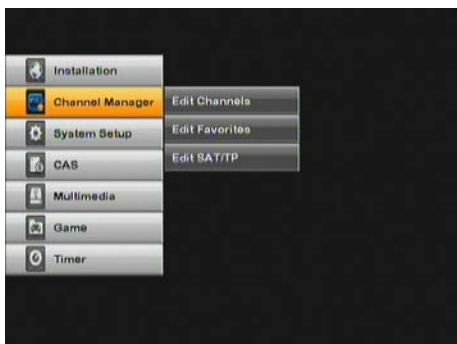 Installation
Channel Manager
Edit Channels
System Setup
Edit Favorites
CAS
Edit SAT/TP
Multimedia
Game
Timer